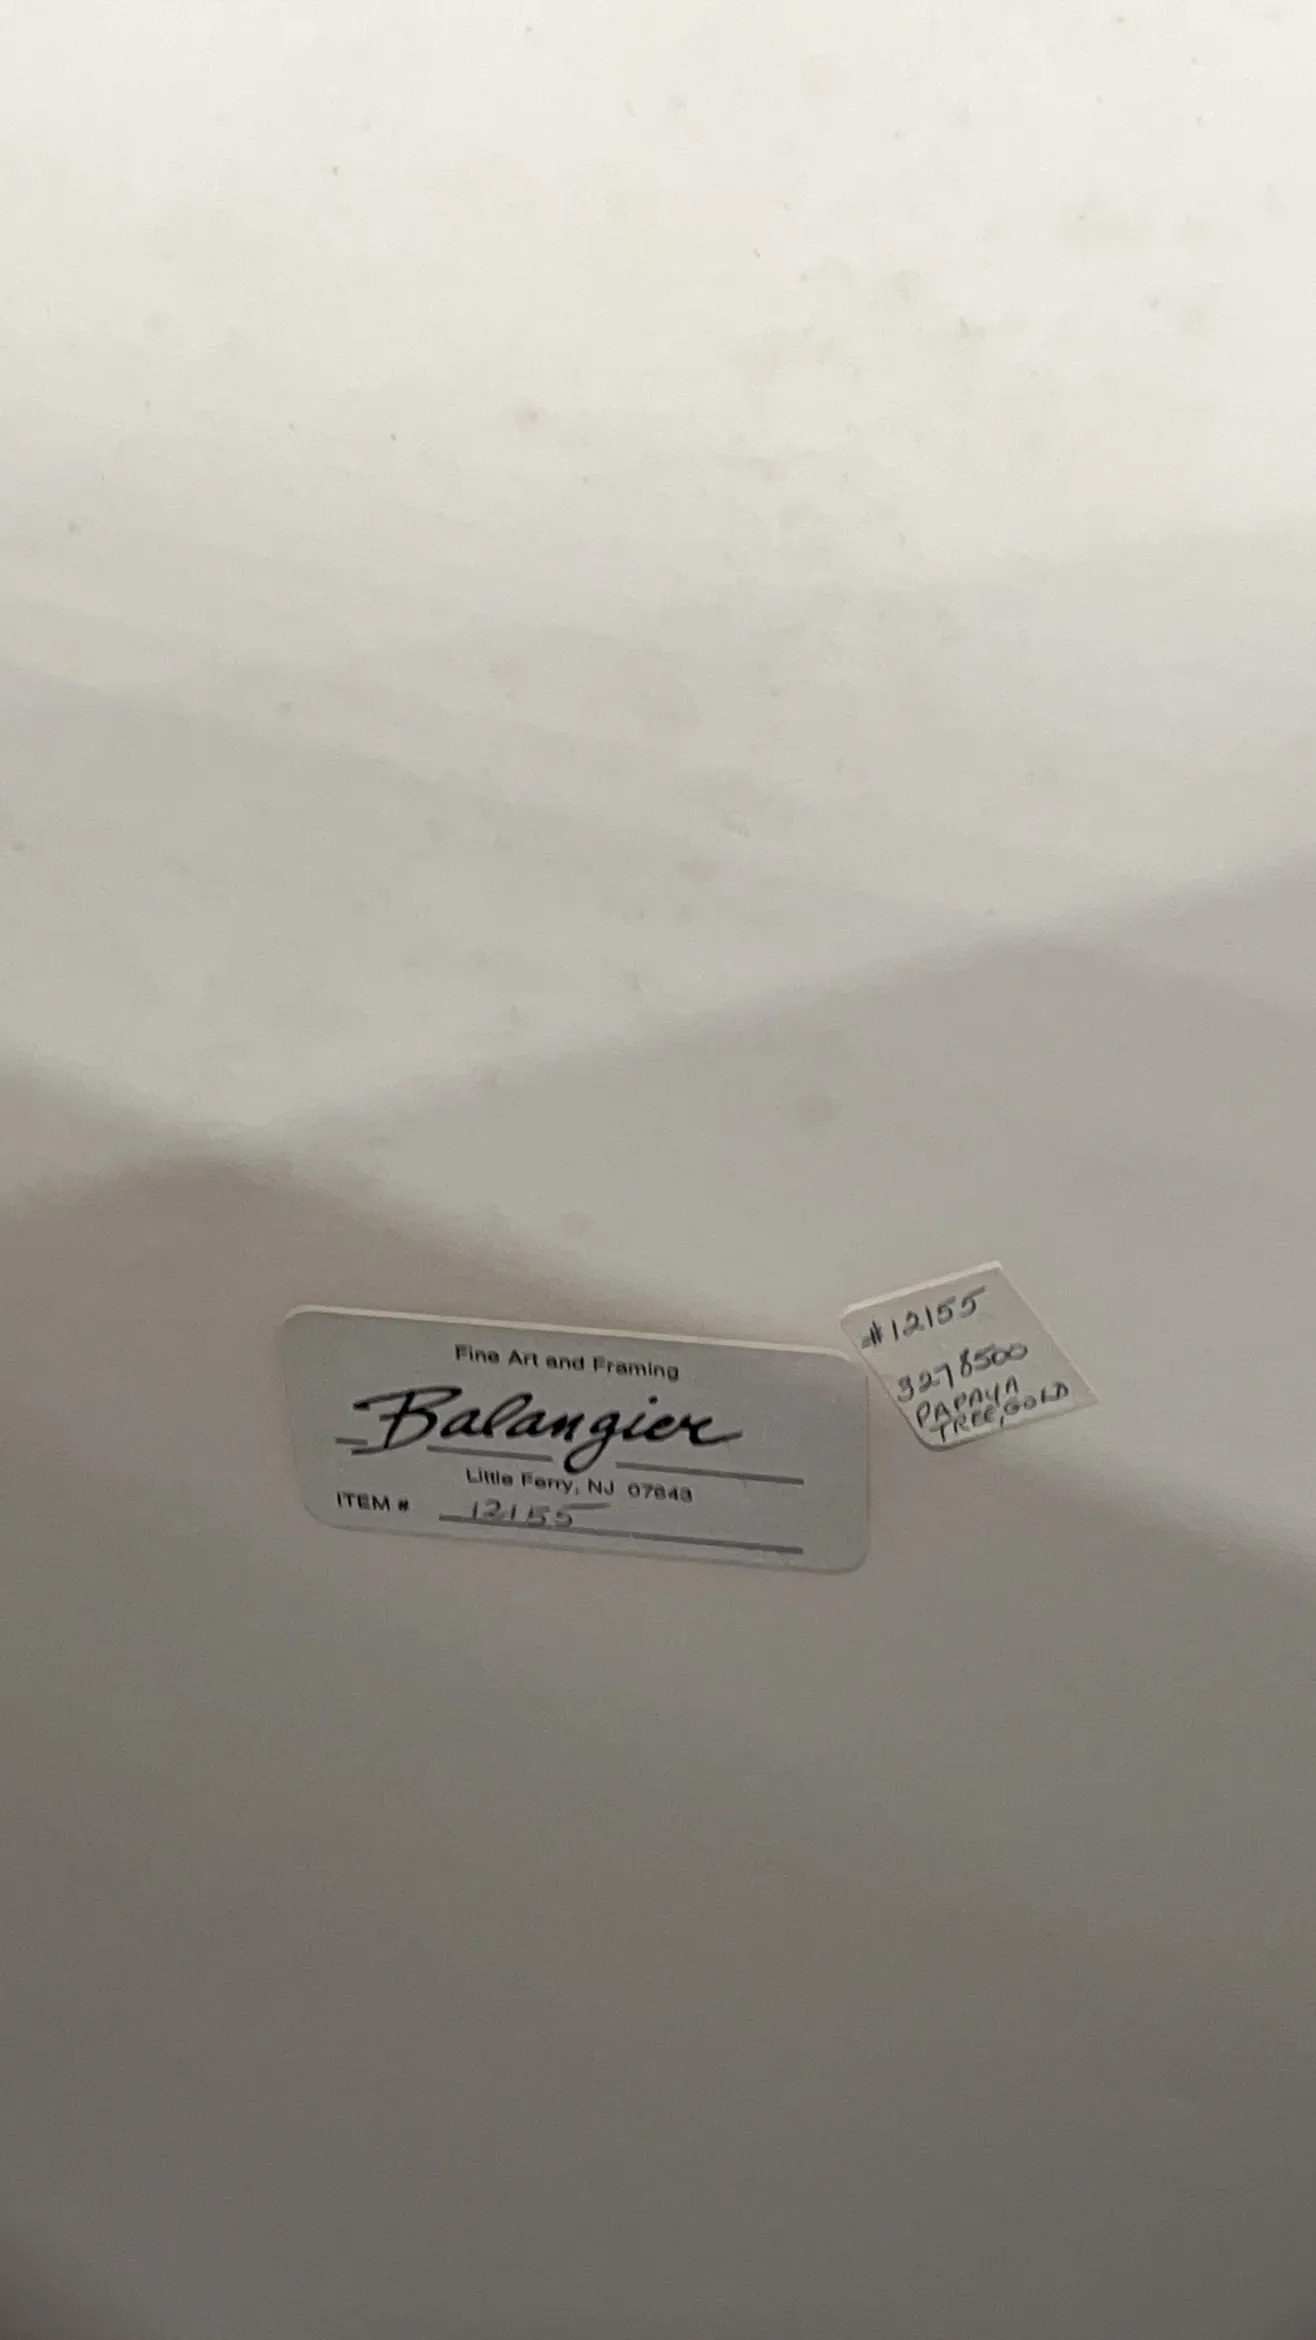 Fine Art and Framing
Balangier
Little Ferry, NJ 07643
ITEM # 12155
#12155
3278500
PAPAYA
TREE, GOLD